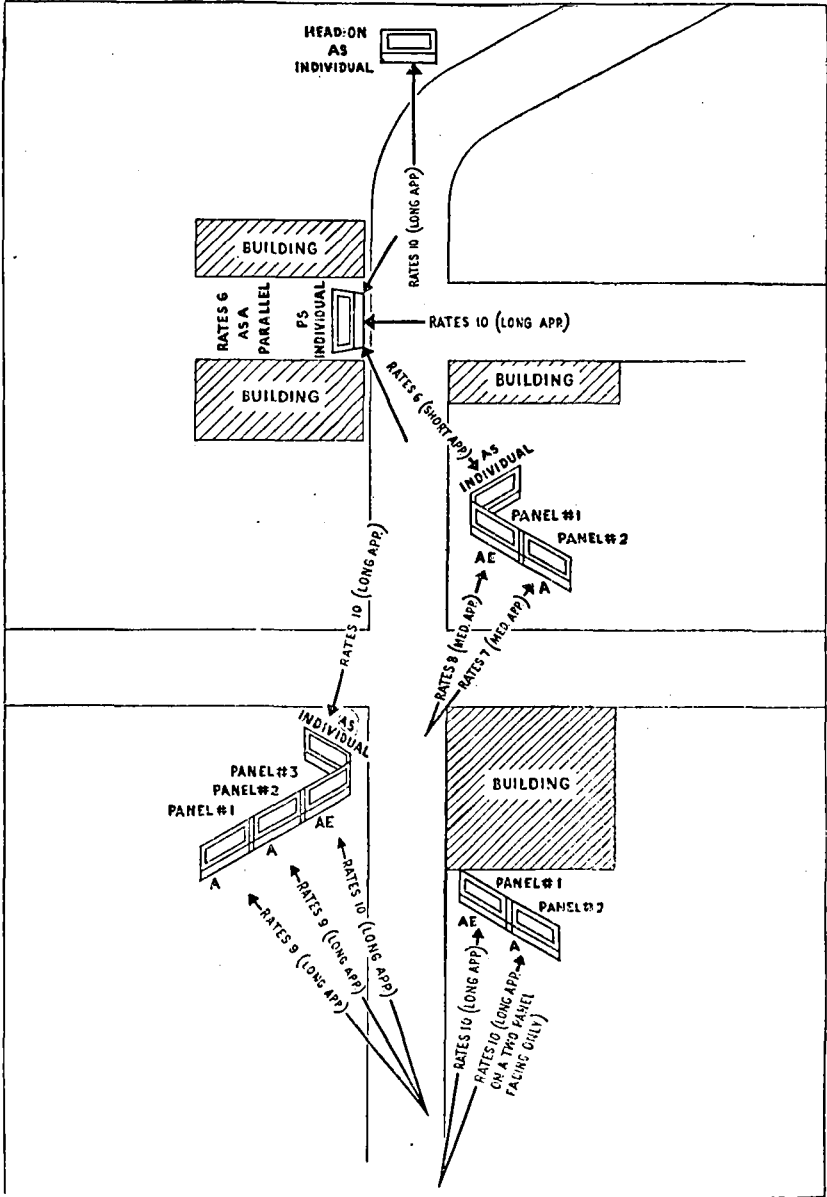 HEAD-ON
AS
INDIVIDUAL
RATES 10 (LONG APP)
BUILDING
RATES 6
AS A
PARALLEL
PS
INDIVIDUAL
RATES 10 (LONG APP.)
BUILDING
RATES 6 (SHORT APP.)
BUILDING
AS
INDIVIDUAL
PANEL #1
PANEL #2
AE
A
RATES 8 (MED. APP.)
RATES 7 (MED. APP.)
RATES 10 (LONG APP.)
AS
INDIVIDUAL
PANEL #3
PANEL #2
PANEL #1
AE
A
A
RATES 9 (LONG APP)
RATES 9 (LONG APP)
RATES 10 (LONG APP)
BUILDING
PANEL #1
PANEL #2
AE
A
RATES 10 (LONG APP)
RATES 10 (LONG APP.
ON A TWO PANEL
FACING ONLY)